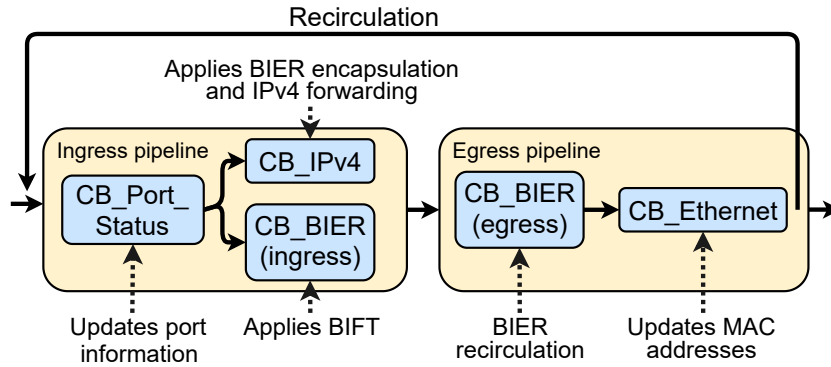 Recirculation
Applies BIER encapsulation
and IPv4 forwarding
Ingress pipeline
CB_Port_
Status
CB_IPv4
CB_BIER
(ingress)
Egress pipeline
CB_BIER
(egress)
CB_Ethernet
Updates port
information
Applies BIFT
BIER
recirculation
Updates MAC
addresses